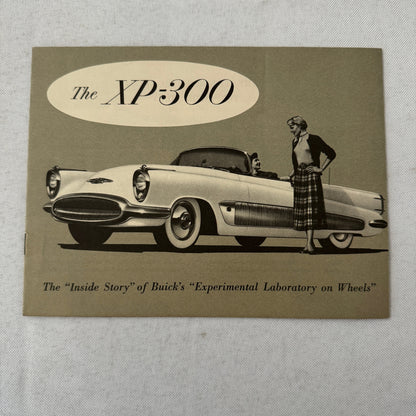 The XP-300
The "Inside Story" of Buick's "Experimental Laboratory on Wheels"